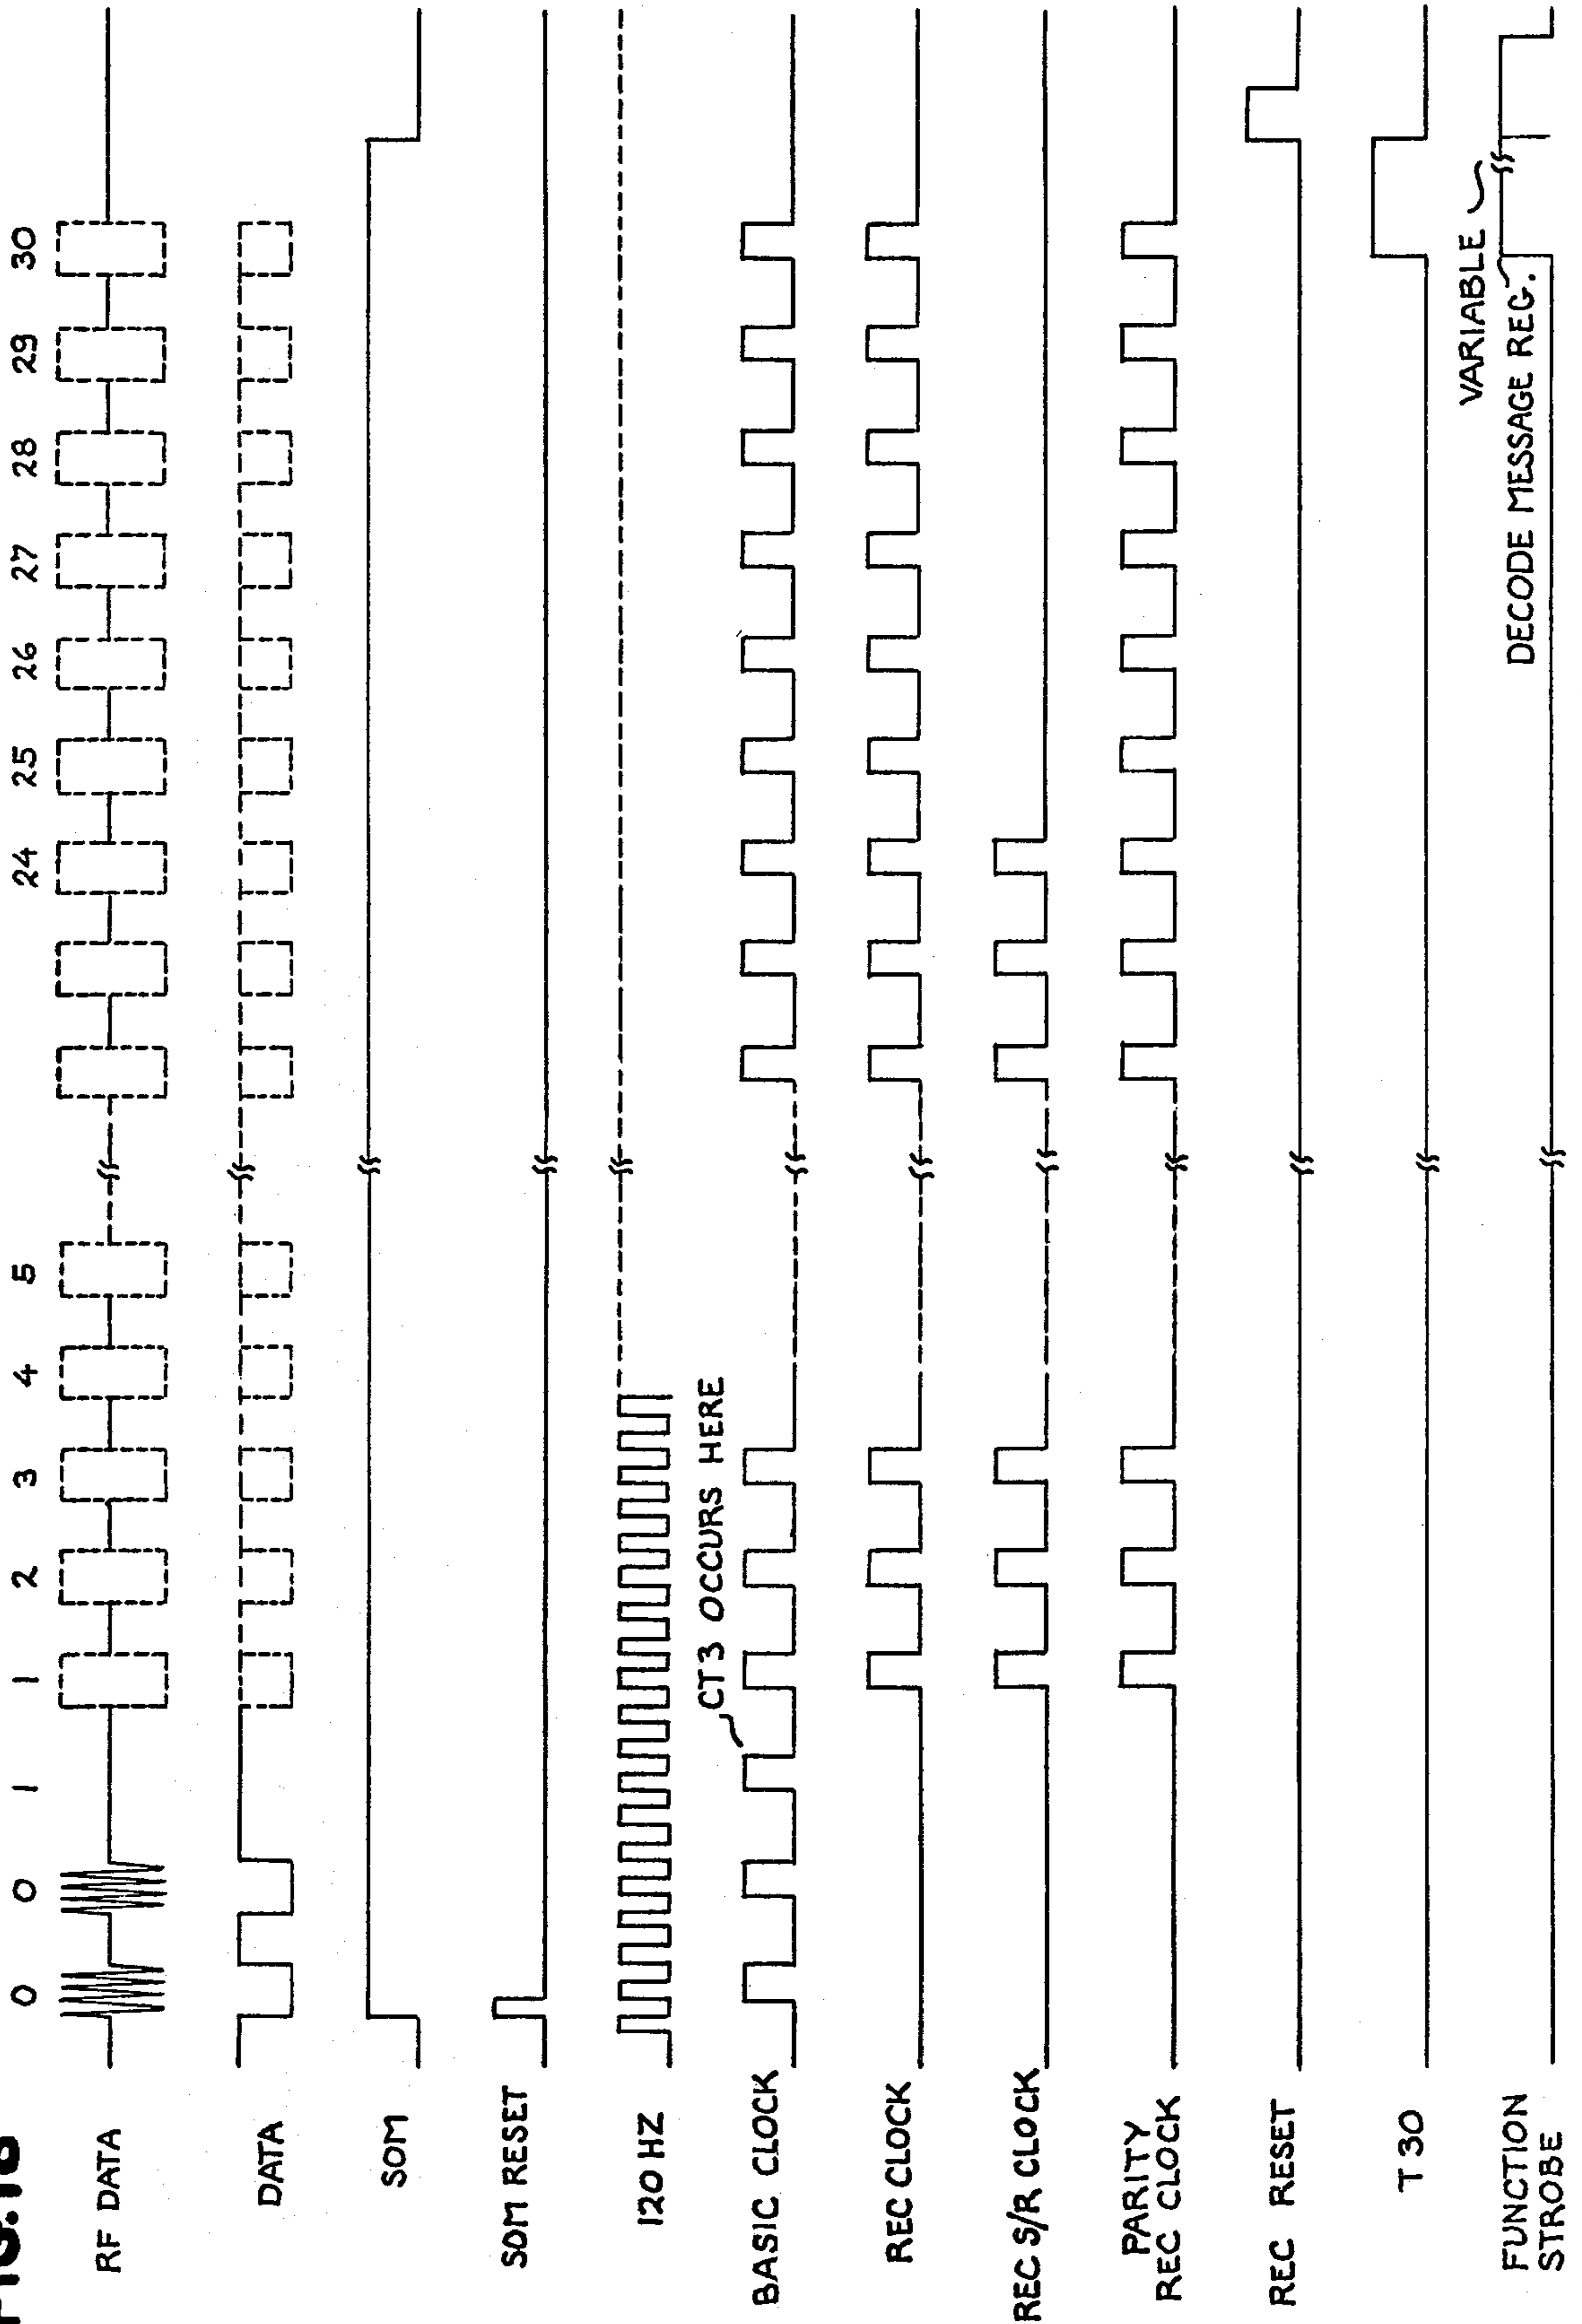 0 0 1 1 2 3 4 5 24 25 26 27 28 29 30
RF DATA
DATA
SOM
SOM RESET
120 HZ
CT3 OCCURS HERE
BASIC CLOCK
REC CLOCK
REC S/R CLOCK
PARITY
REC CLOCK
REC RESET
T 30
VARIABLE
DECODE MESSAGE REG.
FUNCTION
STROBE